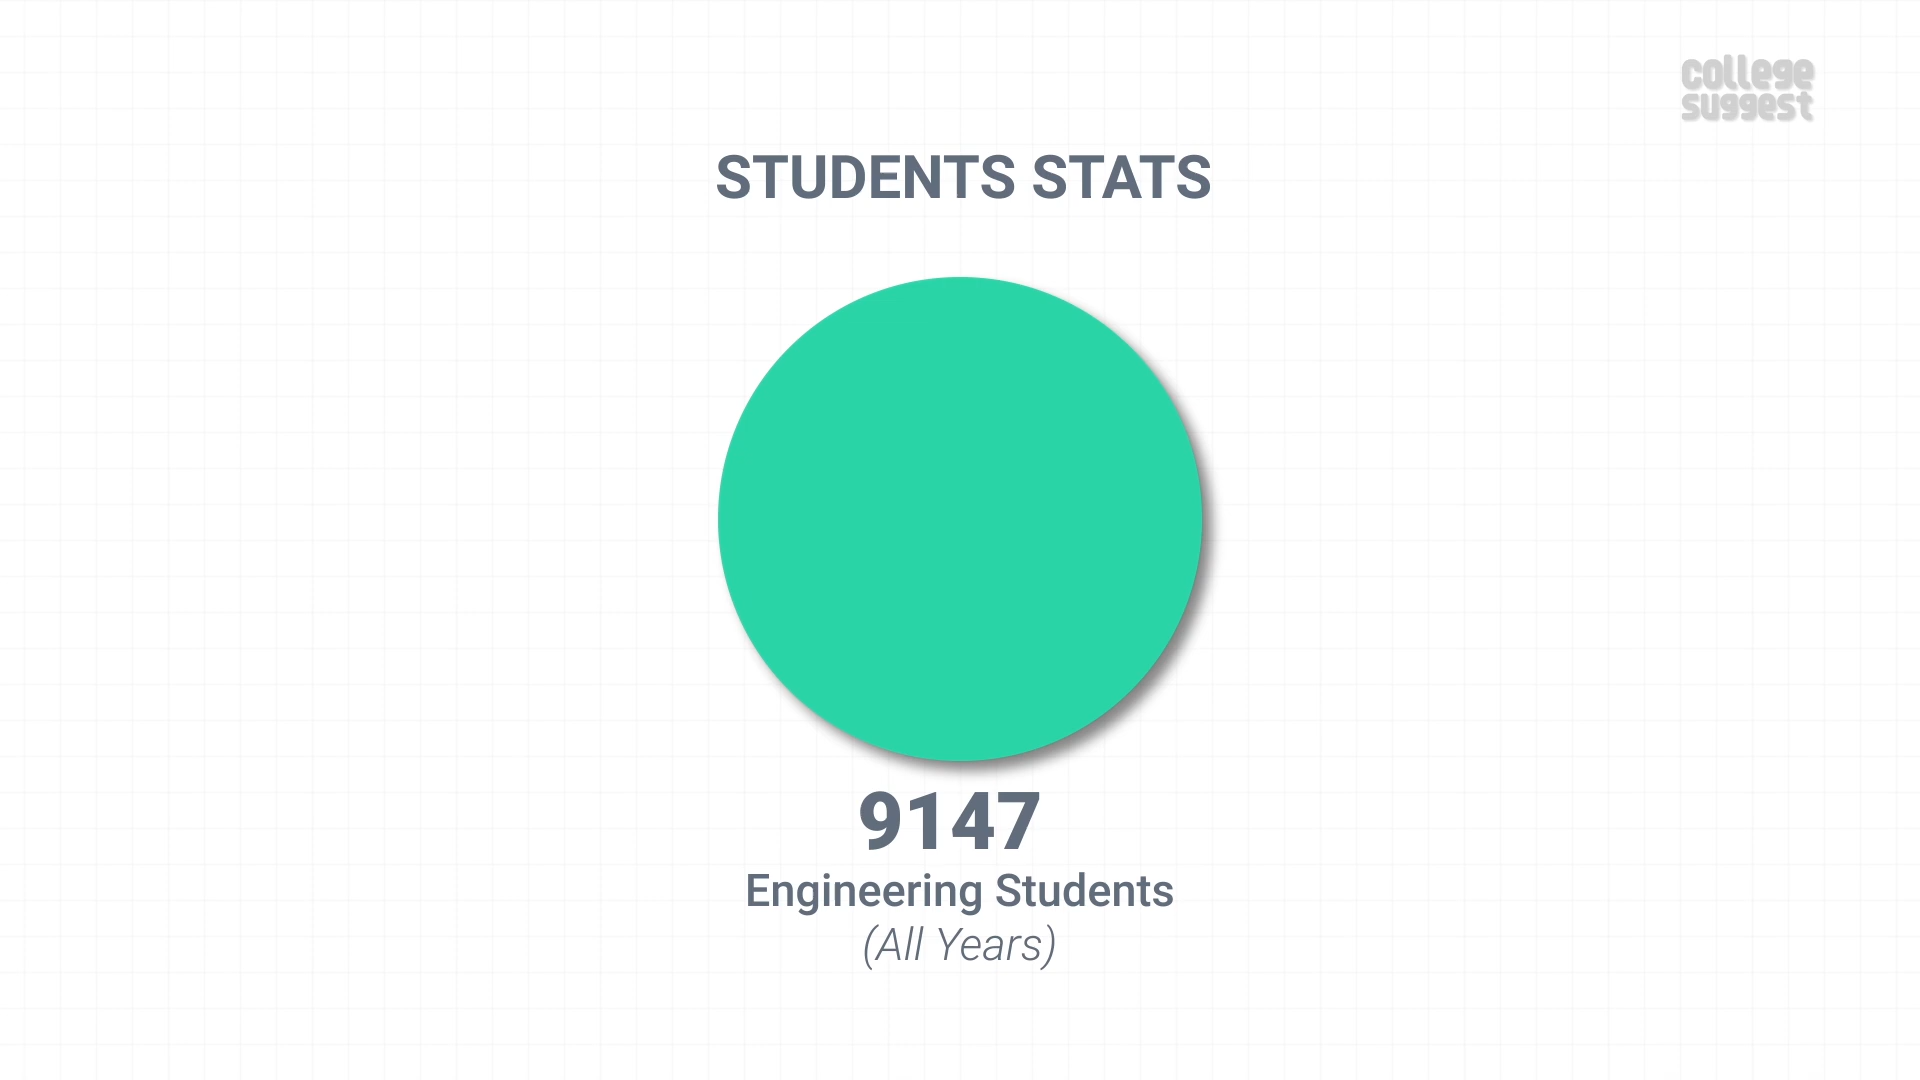 college
suggest
STUDENTS STATS
9147
Engineering Students
(All Years)